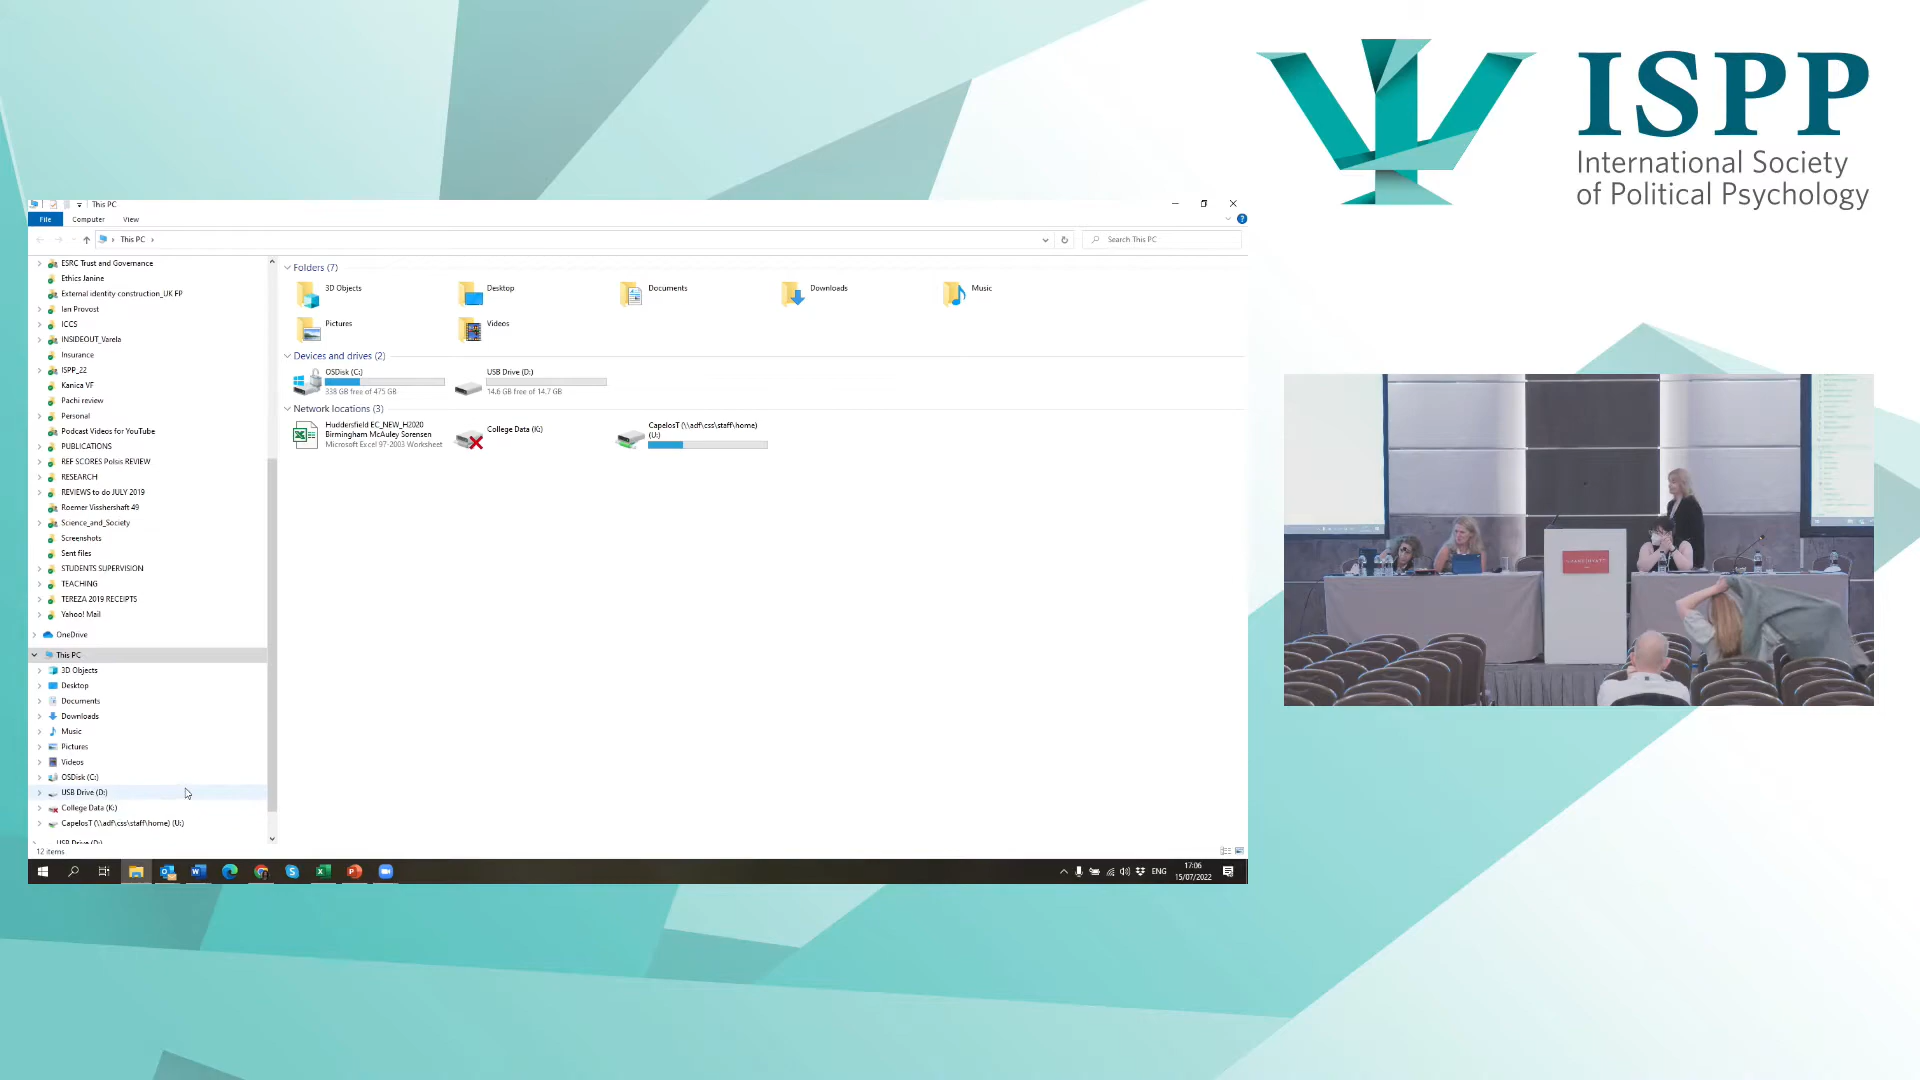 ISPP
International Society
of Political Psychology
This PC
File
Computer
View
This PC
Search This PC
ESRC Trust and Governance
Ethics Janine
External identity construction_UK FP
Ian Provost
ICCS
INSIDEOUT_Varela
Insurance
ISPP_22
Kanica VF
Pachi review
Personal
Podcast Videos for YouTube
PUBLICATIONS
REF SCORES Polsis REVIEW
RESEARCH
REVIEWS to do JULY 2019
Roemer Visshershaft 49
Science_and_Society
Screenshots
Sent files
STUDENTS SUPERVISION
TEACHING
TEREZA 2019 RECEIPTS
Yahoo! Mail
OneDrive
This PC
3D Objects
Desktop
Documents
Downloads
Music
Pictures
Videos
OSDisk (C:)
USB Drive (D:)
College Data (K:)
CapelosT (\\adf\css\staff\home) (U:)
USB Drive (D:)
12 items
Folders (7)
3D Objects
Desktop
Documents
Downloads
Music
Pictures
Videos
Devices and drives (2)
OSDisk (C:)
338 GB free of 475 GB
USB Drive (D:)
14.6 GB free of 14.7 GB
Network locations (3)
Huddersfield EC_NEW_H2020
Birmingham McAuley Sorensen
Microsoft Excel 97-2003 Worksheet
College Data (K:)
CapelosT (\\adf\css\staff\home)
(U:)
ENG
17:06
15/07/2022